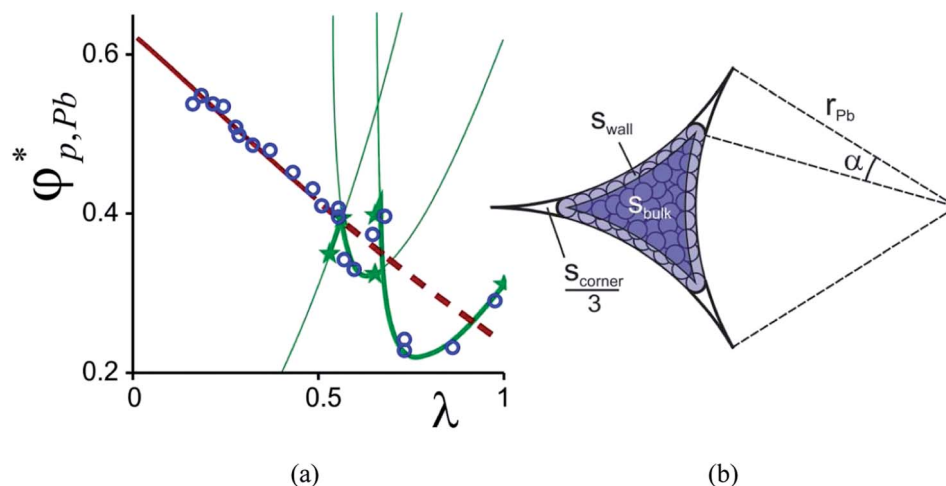 0.6
0.4
0.2
φ*p,Pb
0
0.5
1
λ
rPb
α
Swall
Sbulk
Scorner
3
(a)
(b)